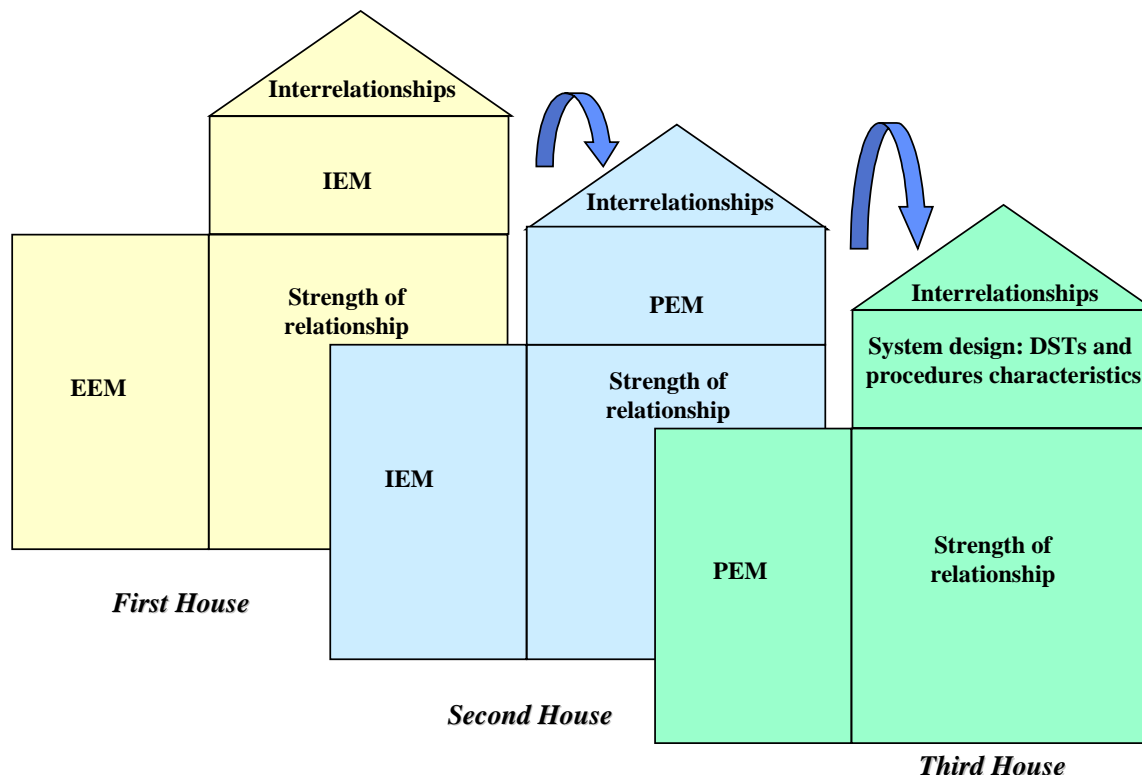 Interrelationships
IEM
EEM
Strength of
relationship
First House
Interrelationships
PEM
IEM
Strength of
relationship
Second House
Interrelationships
System design: DSTs and
procedures characteristics
PEM
Strength of
relationship
Third House